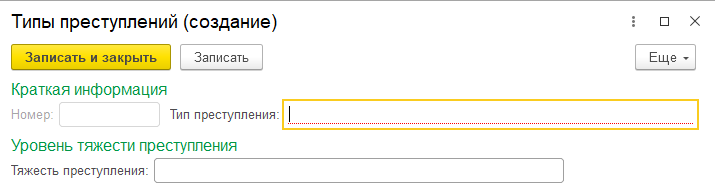 Типы преступлений (создание)
Записать и закрыть Записать Еще
Краткая информация
Номер: Тип преступления:
Уровень тяжести преступления
Тяжесть преступления: